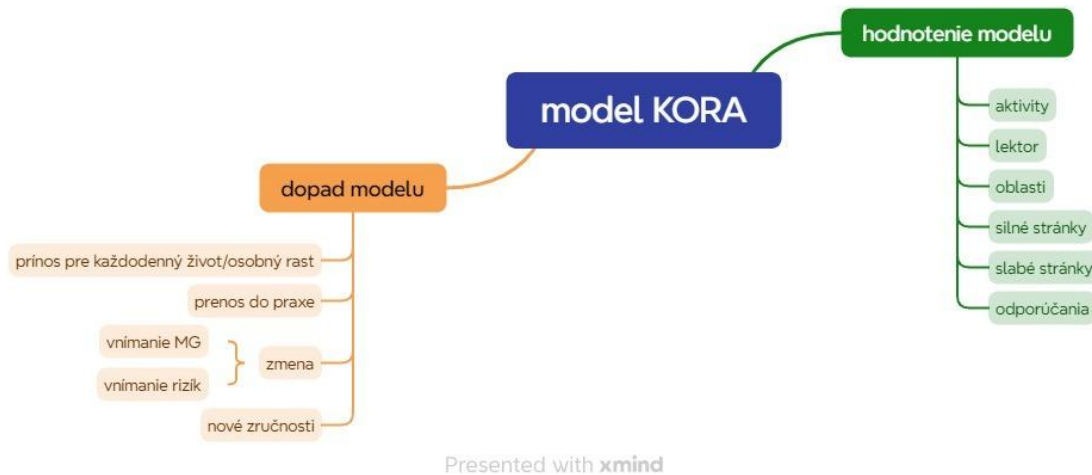 model KORA
hodnotenie modelu
aktivity
lektor
oblasti
silné stránky
slabé stránky
odporúčania
dopad modelu
prínos pre každodenný život/osobný rast
prenos do praxe
vnímanie MG
vnímanie rizík
zmena
nové zručnosti
Presented with xmind